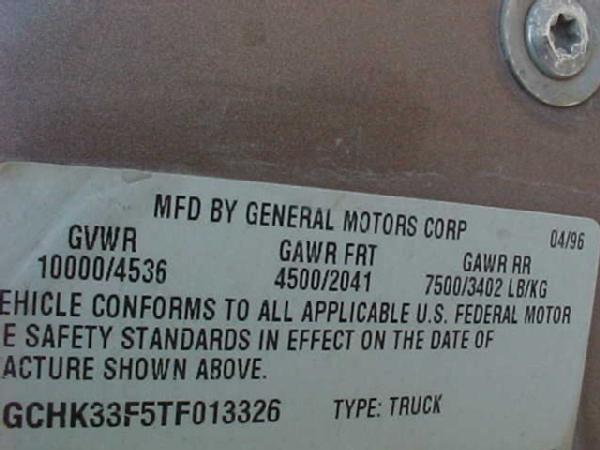 MFD BY GENERAL MOTORS CORP 04/96
GVWR GAWR FRT GAWR RR
10000/4536 4500/2041 7500/3402 LB/KG
EHICLE CONFORMS TO ALL APPLICABLE U.S. FEDERAL MOTOR
E SAFETY STANDARDS IN EFFECT ON THE DATE OF
ACTURE SHOWN ABOVE.
GCHK33F5TF013326 TYPE: TRUCK